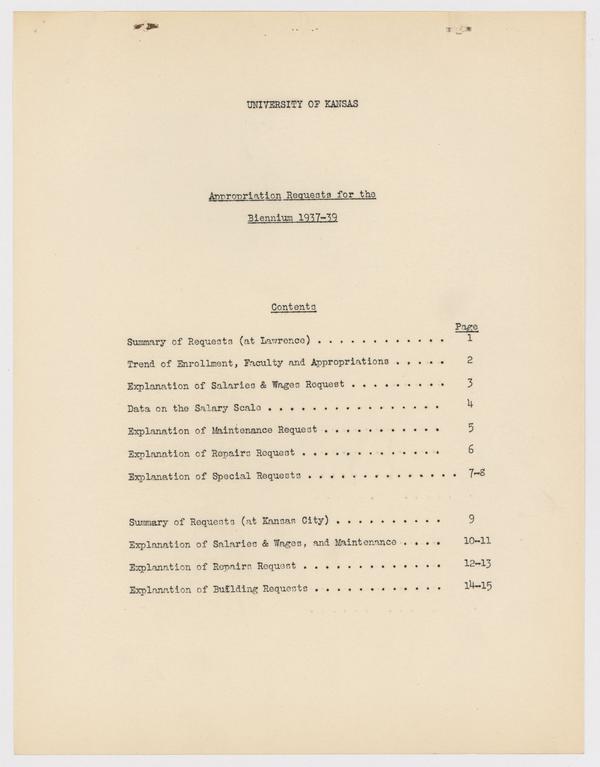 UNIVERSITY OF KANSAS
Appropriation Requests for the
Biennium 1937-39
Contents
Page
Summary of Requests (at Lawrence) . . . . . . . . . . . . 1
Trend of Enrollment, Faculty and Appropriations . . . . . 2
Explanation of Salaries & Wages Request . . . . . . . . . 3
Data on the Salary Scale . . . . . . . . . . . . . . . . 4
Explanation of Maintenance Request . . . . . . . . . . . 5
Explanation of Repairs Request . . . . . . . . . . . . . 6
Explanation of Special Requests . . . . . . . . . . . . . . 7-8
Summary of Requests (at Kansas City) . . . . . . . . . . 9
Explanation of Salaries & Wages, and Maintenance . . . . 10-11
Explanation of Repairs Request . . . . . . . . . . . . . 12-13
Explanation of Building Requests . . . . . . . . . . . . 14-15